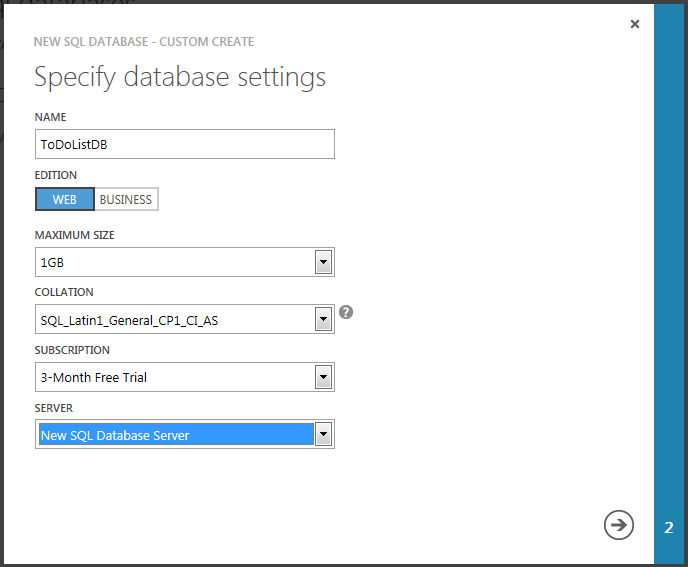 NEW SQL DATABASE - CUSTOM CREATE
Specify database settings
NAME
ToDoListDB
EDITION
WEB BUSINESS
MAXIMUM SIZE
1GB
COLLATION
SQL_Latin1_General_CP1_CI_AS
?
SUBSCRIPTION
3-Month Free Trial
SERVER
New SQL Database Server
2